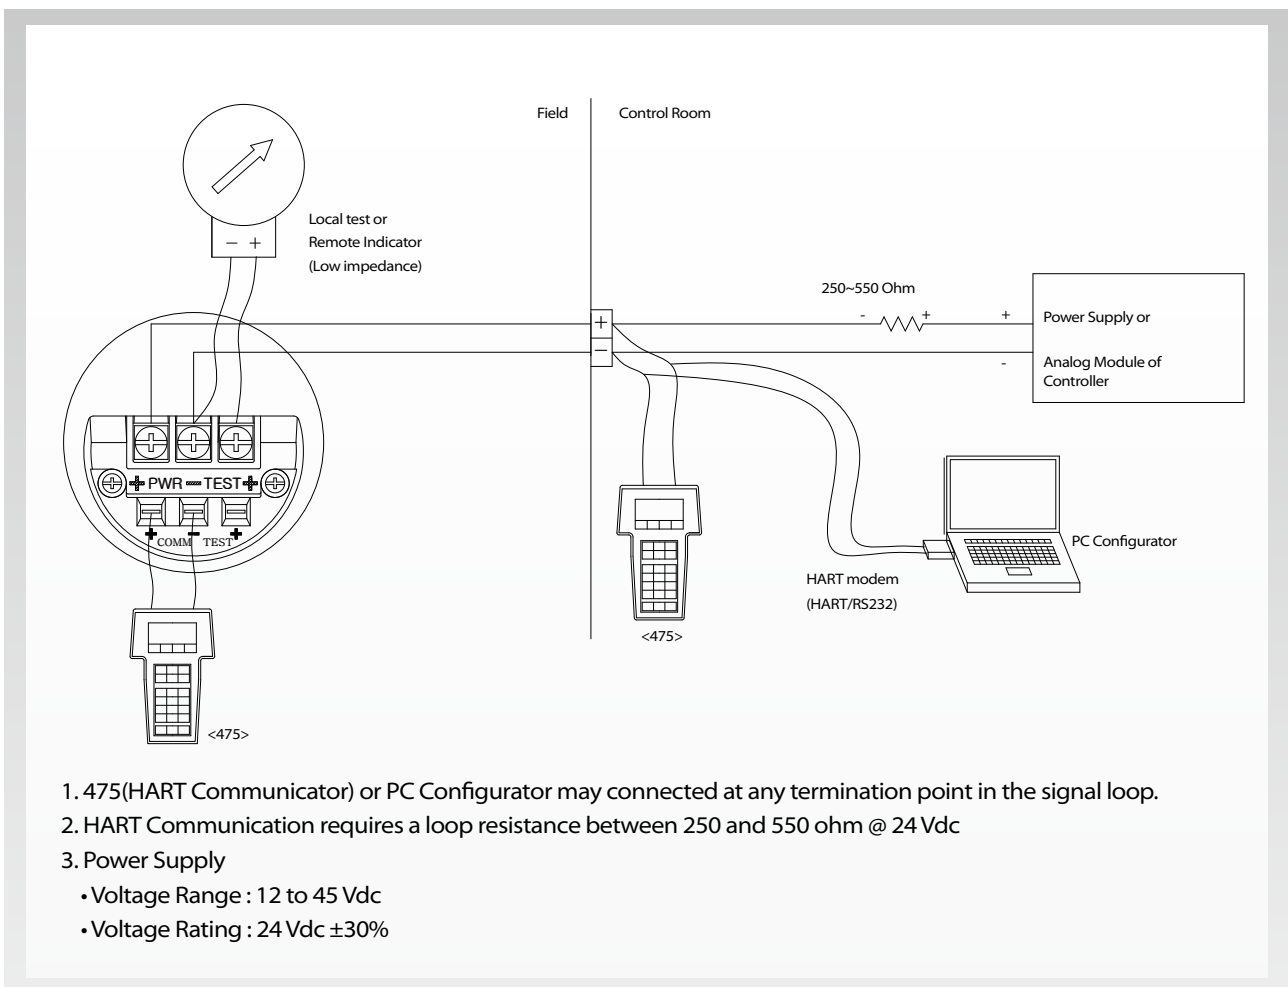 Field
Control Room
Local test or
Remote Indicator
(Low impedance)
− +
250~550 Ohm
- +
+
−
+
Power Supply or
-
Analog Module of
Controller
+ PWR − TEST +
+ COMM − TEST +
PC Configurator
HART modem
(HART/RS232)
<475>
<475>
1. 475(HART Communicator) or PC Configurator may connected at any termination point in the signal loop.
2. HART Communication requires a loop resistance between 250 and 550 ohm @ 24 Vdc
3. Power Supply
• Voltage Range : 12 to 45 Vdc
• Voltage Rating : 24 Vdc ±30%